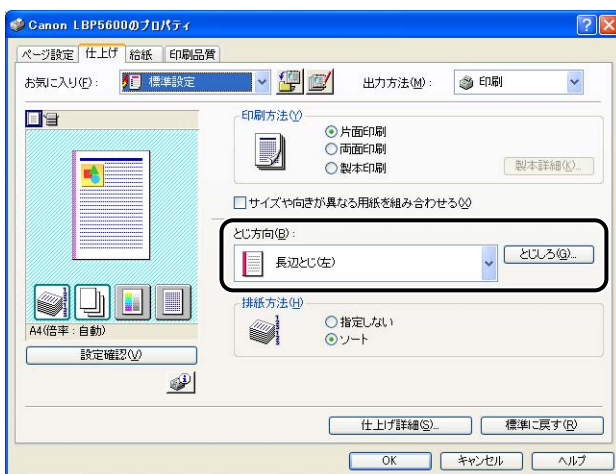 Canon LBP5600のプロパティ
ページ設定 仕上げ 給紙 印刷品質
お気に入り(F): 標準設定 出力方法(M): 印刷
印刷方法(Y)
片面印刷
両面印刷
製本印刷 製本詳細(K)...
サイズや向きが異なる用紙を組み合わせる(X)
とじ方向(B):
長辺とじ(左) とじしろ(G)...
排紙方法(H)
指定しない
ソート
A4(倍率:自動)
設定確認(V)
仕上げ詳細(S)... 標準に戻す(R)
OK キャンセル ヘルプ